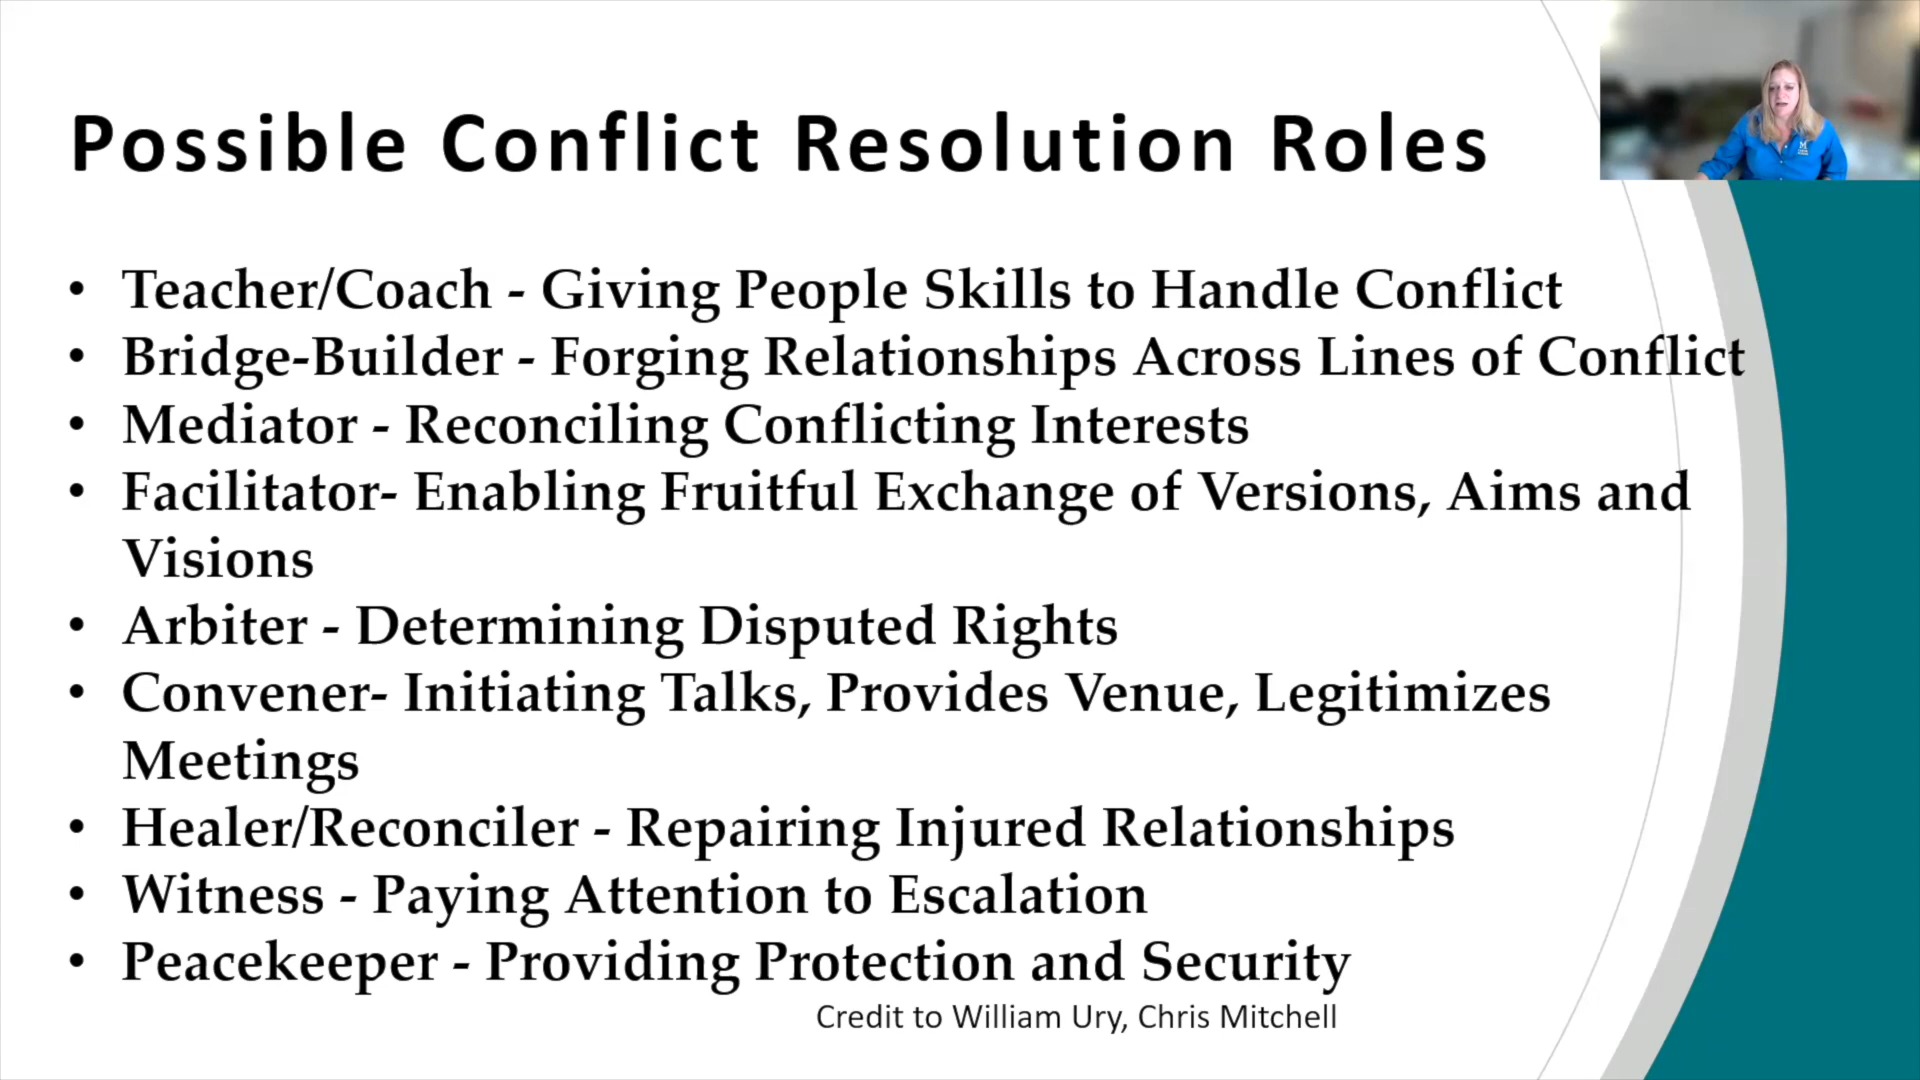 Possible Conflict Resolution Roles
• Teacher/Coach - Giving People Skills to Handle Conflict
• Bridge-Builder - Forging Relationships Across Lines of Conflict
• Mediator - Reconciling Conflicting Interests
• Facilitator- Enabling Fruitful Exchange of Versions, Aims and
Visions
• Arbiter - Determining Disputed Rights
• Convener- Initiating Talks, Provides Venue, Legitimizes
Meetings
• Healer/Reconciler - Repairing Injured Relationships
• Witness - Paying Attention to Escalation
• Peacekeeper - Providing Protection and Security
Credit to William Ury, Chris Mitchell